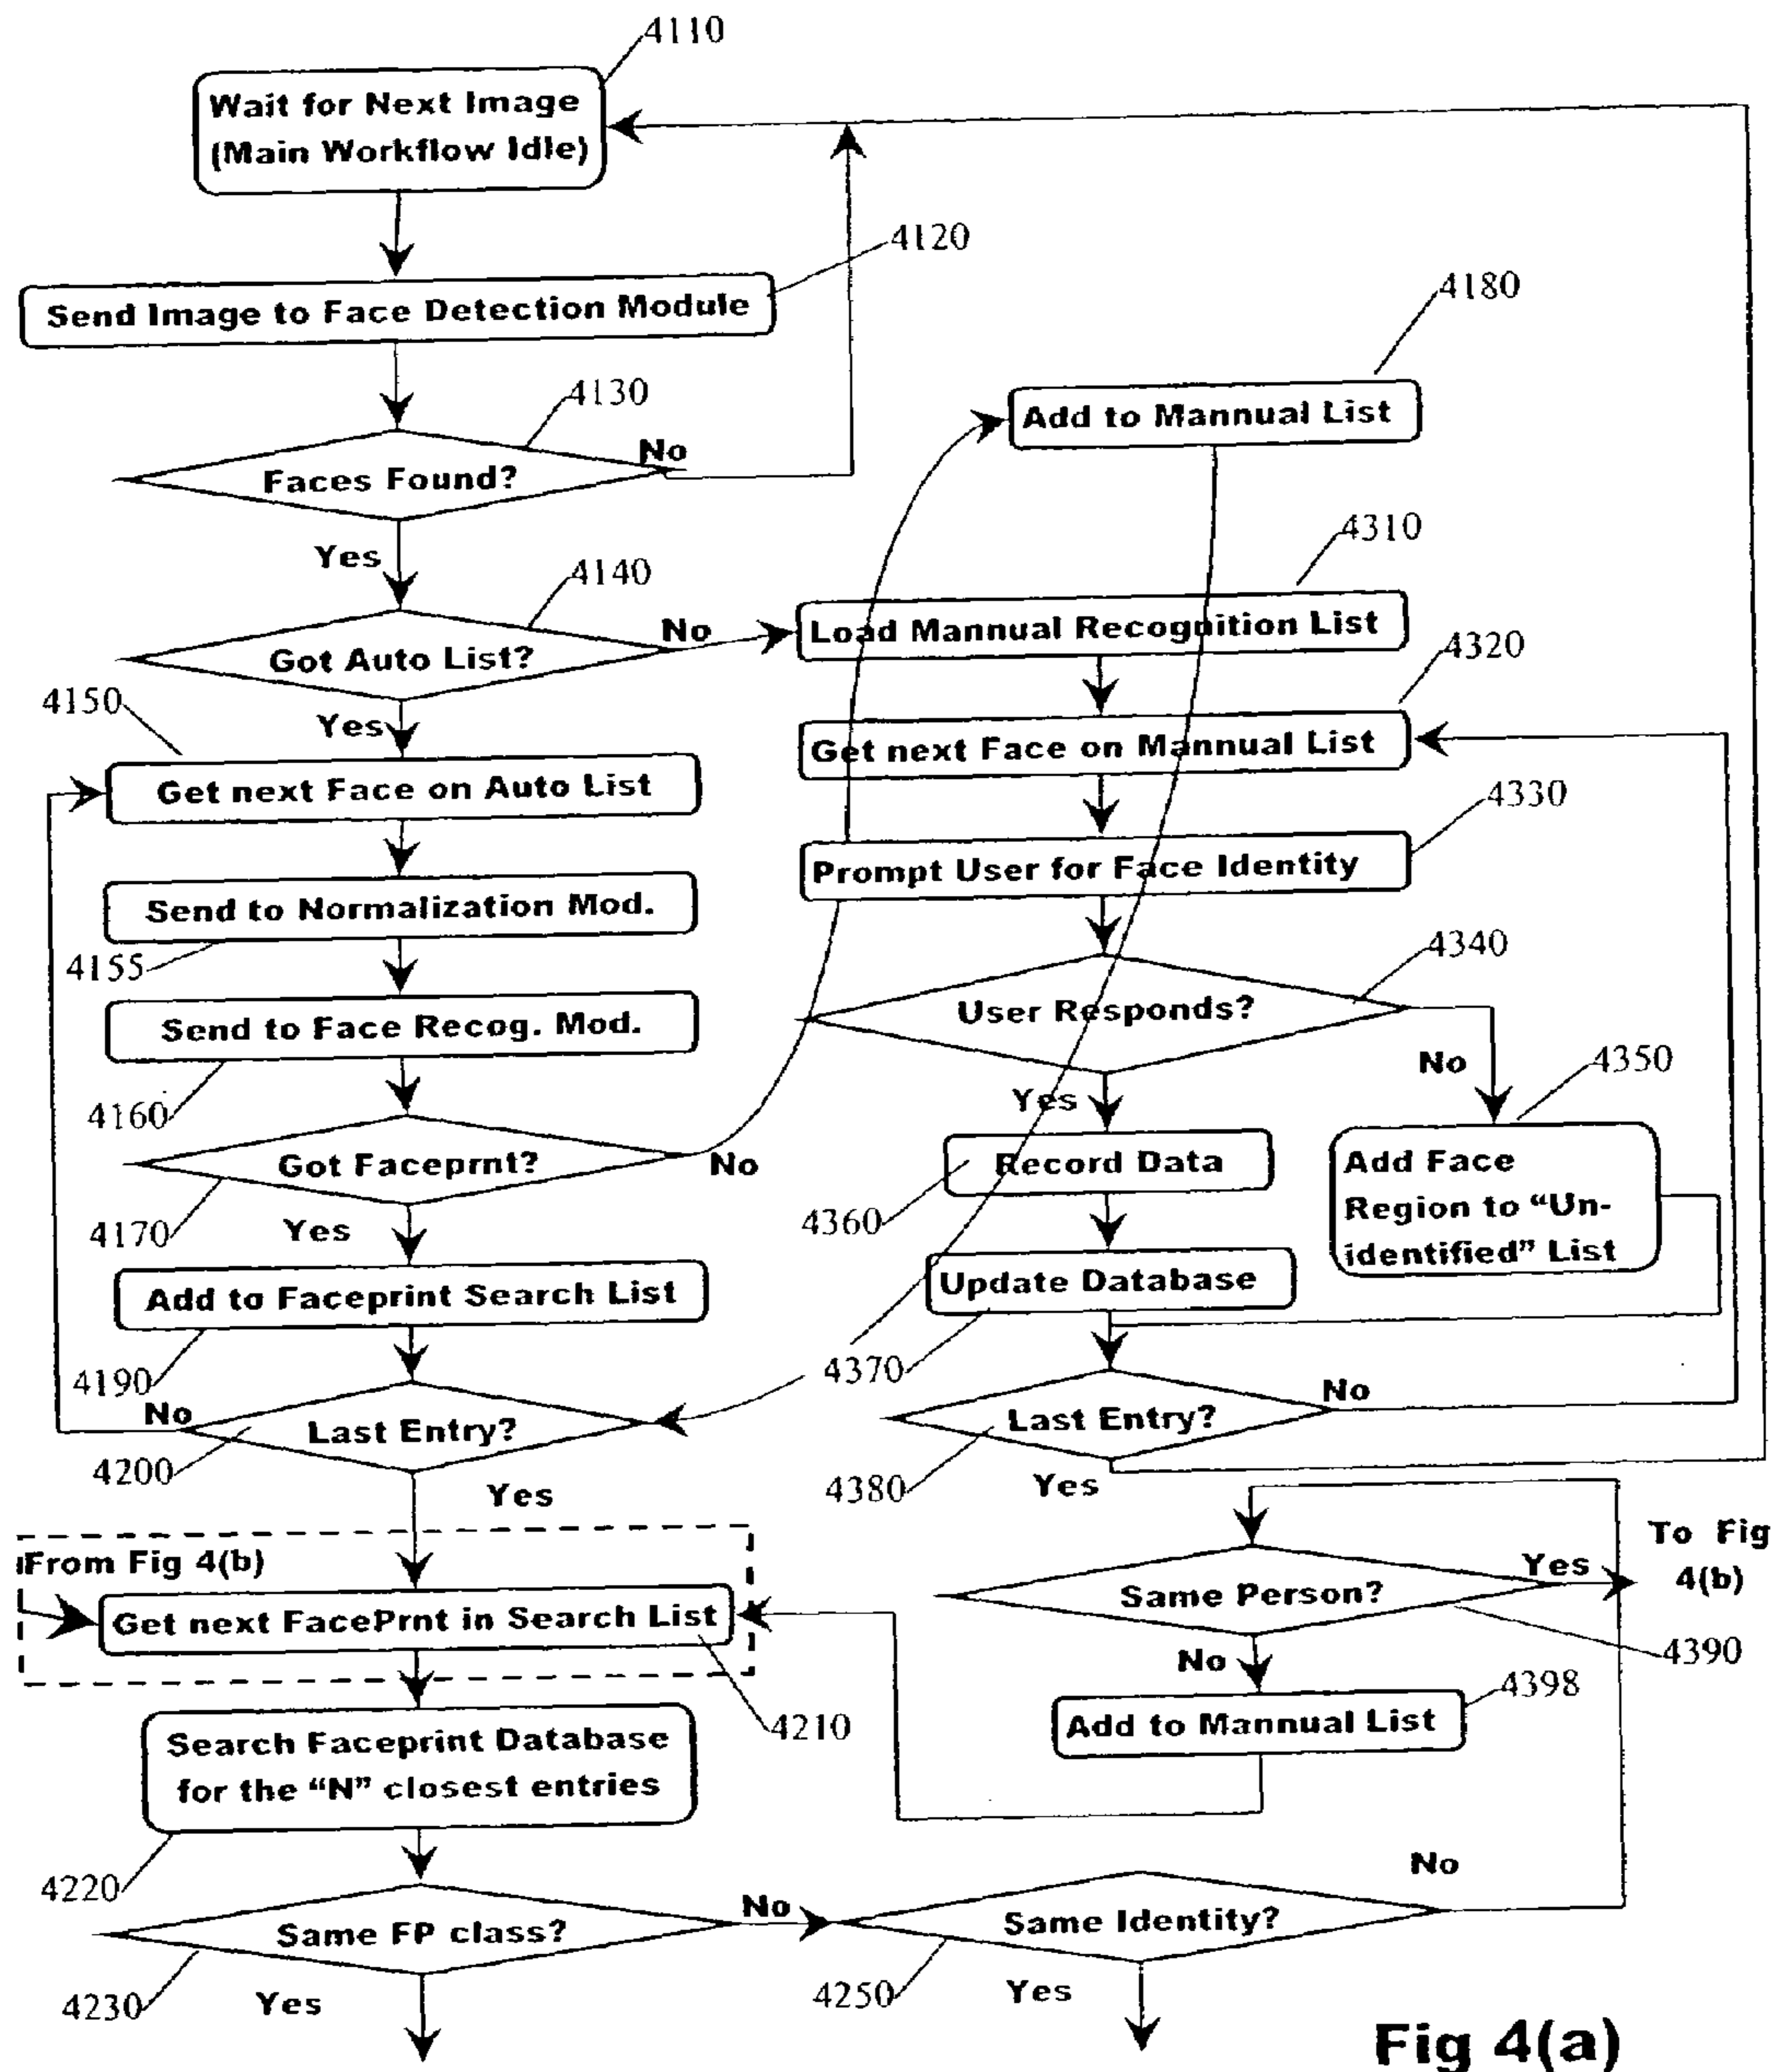 4110
Wait for Next Image
(Main Workflow Idle)
4120
Send Image to Face Detection Module
4180
4130
Add to Mannual List
No
Faces Found?
4310
Yes
4140
No
Load Mannual Recognition List
Got Auto List?
4320
4150
Yes
Get next Face on Mannual List
Get next Face on Auto List
4330
Prompt User for Face Identity
Send to Normalization Mod.
4155
4340
User Responds?
Send to Face Recog. Mod.
No
4350
4160
Yes
Got Faceprnt?
No
Record Data
Add Face
Region to “Un-
identified” List
4170
Yes
4360
Update Database
Add to Faceprint Search List
4190
4370
No
No
Last Entry?
Last Entry?
4200
4380
Yes
Yes
From Fig 4(b)
To Fig
4(b)
Yes
Same Person?
Get next FacePrnt in Search List
4390
No
4398
4210
Add to Mannual List
Search Faceprint Database
for the “N” closest entries
4220
No
No
Same FP class?
Same Identity?
4230
Yes
4250
Yes
Fig 4(a)